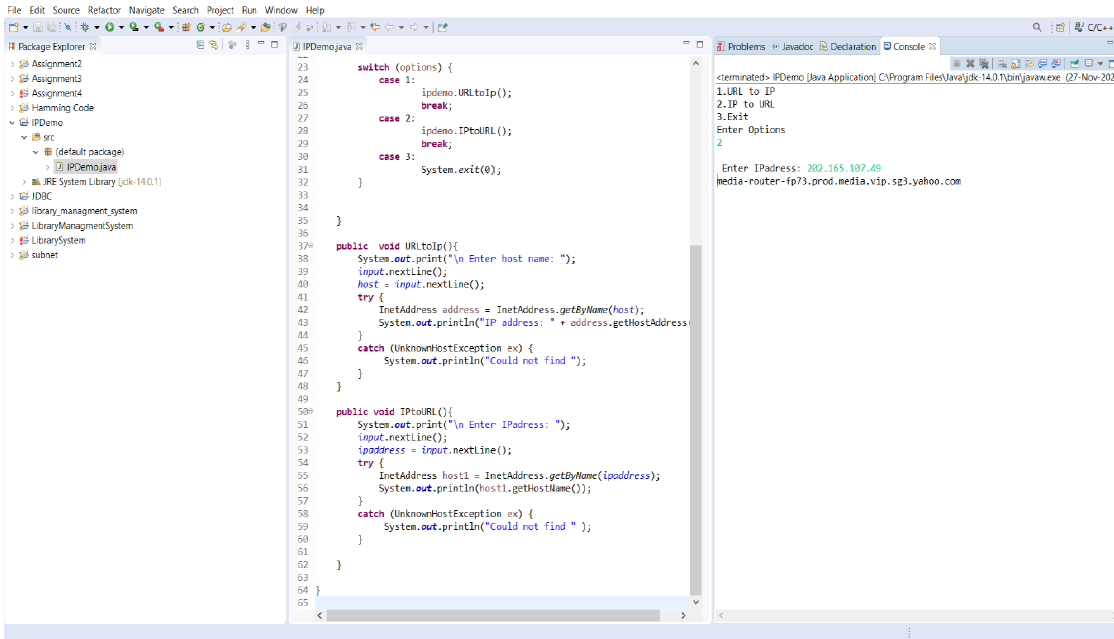 File Edit Source Refactor Navigate Search Project Run Window Help
C/C++
Package Explorer
Assignment2
Assignment3
Assignment4
Hamming Code
IPDemo
src
(default package)
IPDemo.java
JRE System Library [jdk-14.0.1]
JDBC
library_managment_system
LibraryManagmentSystem
LibrarySystem
subnet
IPDemo.java
23 switch (options) {
24 case 1:
25 ipdemo.URLtoIp();
26 break;
27 case 2:
28 ipdemo.IPtoURL();
29 break;
30 case 3:
31 System.exit(0);
32 }
33
34
35 }
36
37 public  void URLtoIp(){
38 System.out.print("\n Enter host name: ");
39 input.nextLine();
40 host = input.nextLine();
41 try {
42 InetAddress address = InetAddress.getByName(host);
43 System.out.println("IP address: " + address.getHostAddress(
44 }
45 catch (UnknownHostException ex) {
46 System.out.println("Could not find ");
47 }
48 }
49
50 public void IPtoURL(){
51 System.out.print("\n Enter IPadress: ");
52 input.nextLine();
53 ipaddress = input.nextLine();
54 try {
55 InetAddress host1 = InetAddress.getByName(ipaddress);
56 System.out.println(host1.getHostName());
57 }
58 catch (UnknownHostException ex) {
59 System.out.println("Could not find " );
60 }
61
62 }
63
64 }
65
Problems Javadoc Declaration Console
<terminated> IPDemo [Java Application] C:\Program Files\Java\jdk-14.0.1\bin\javaw.exe (27-Nov-202
1.URL to IP
2.IP to URL
3.Exit
Enter Options
2
Enter IPadress: 202.165.107.49
media-router-fp73.prod.media.vip.sg3.yahoo.com